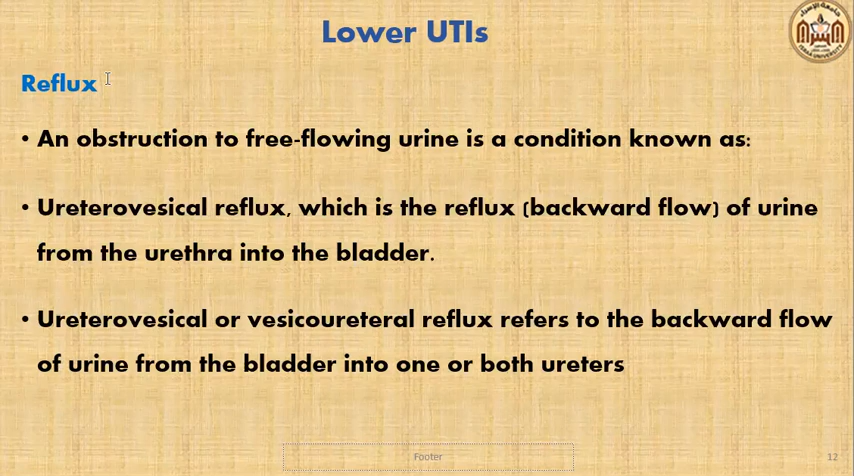 Lower UTIs
Reflux
• An obstruction to free-flowing urine is a condition known as:
• Ureterovesical reflux, which is the reflux (backward flow) of urine
from the urethra into the bladder.
• Ureterovesical or vesicoureteral reflux refers to the backward flow
of urine from the bladder into one or both ureters
Footer
12